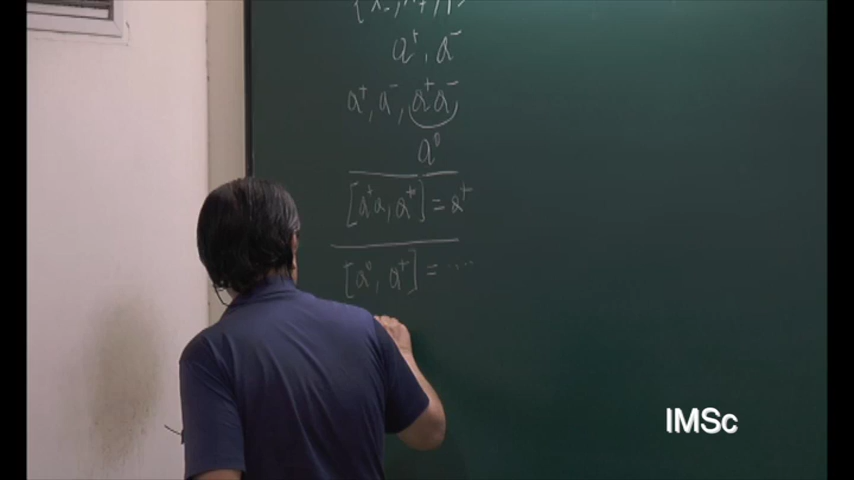 a⁺, a⁻
a⁺, a⁻, a⁺a⁻,
a⁰
[a⁺a, a⁺] = a⁺
[a⁰, a⁺] = ....
IMSc